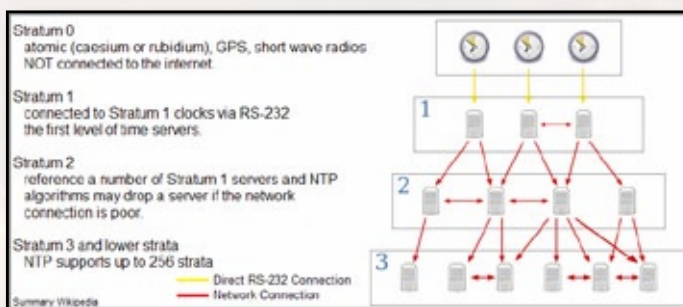 Stratum 0
atomic (caesium or rubidium), GPS, short wave radios
NOT connected to the internet.
Stratum 1
connected to Stratum 1 clocks via RS-232
the first level of time servers.
Stratum 2
reference a number of Stratum 1 servers and NTP
algorithms may drop a server if the network
connection is poor.
Stratum 3 and lower strata
NTP supports up to 256 strata
Direct RS-232 Connection
Network Connection
Summary Wikipedia
1
2
3